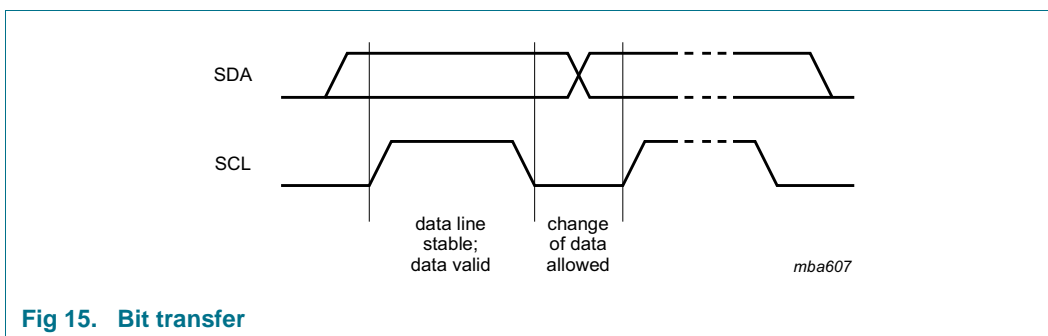 SDA
SCL
data line
stable;
data valid
change
of data
allowed
mba607
Fig 15. Bit transfer